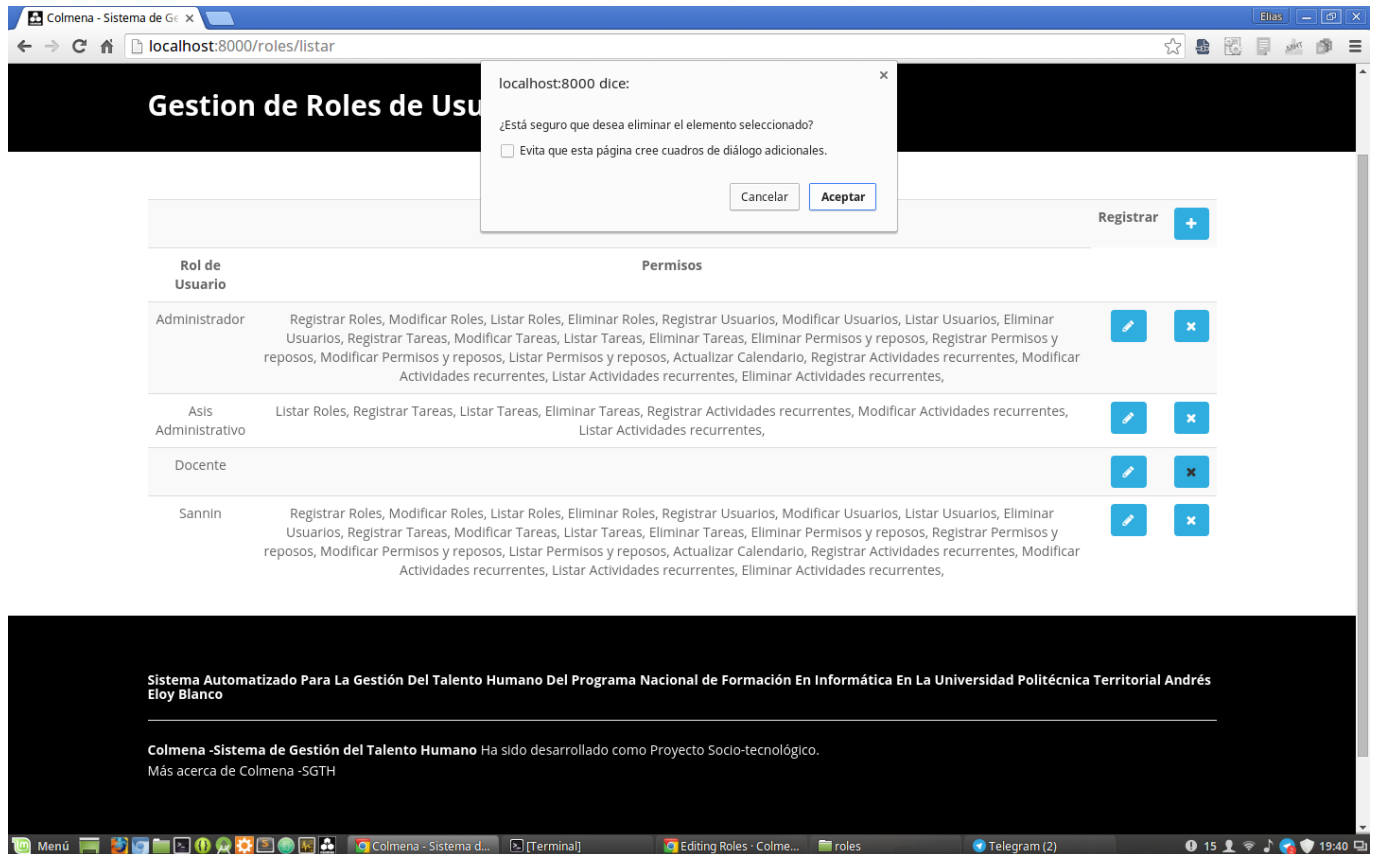 Colmena - Sistema de Ge
Elias
localhost:8000/roles/listar
Gestion de Roles de Usu
localhost:8000 dice:
¿Está seguro que desea eliminar el elemento seleccionado?
Evita que esta página cree cuadros de diálogo adicionales.
Cancelar
Aceptar
Registrar
Rol de
Usuario
Permisos
Administrador
Registrar Roles, Modificar Roles, Listar Roles, Eliminar Roles, Registrar Usuarios, Modificar Usuarios, Listar Usuarios, Eliminar
Usuarios, Registrar Tareas, Modificar Tareas, Listar Tareas, Eliminar Tareas, Eliminar Permisos y reposos, Registrar Permisos y
reposos, Modificar Permisos y reposos, Listar Permisos y reposos, Actualizar Calendario, Registrar Actividades recurrentes, Modificar
Actividades recurrentes, Listar Actividades recurrentes, Eliminar Actividades recurrentes,
Asis
Administrativo
Listar Roles, Registrar Tareas, Listar Tareas, Eliminar Tareas, Registrar Actividades recurrentes, Modificar Actividades recurrentes,
Listar Actividades recurrentes,
Docente
Sannin
Registrar Roles, Modificar Roles, Listar Roles, Eliminar Roles, Registrar Usuarios, Modificar Usuarios, Listar Usuarios, Eliminar
Usuarios, Registrar Tareas, Modificar Tareas, Listar Tareas, Eliminar Tareas, Eliminar Permisos y reposos, Registrar Permisos y
reposos, Modificar Permisos y reposos, Listar Permisos y reposos, Actualizar Calendario, Registrar Actividades recurrentes, Modificar
Actividades recurrentes, Listar Actividades recurrentes, Eliminar Actividades recurrentes,
Sistema Automatizado Para La Gestión Del Talento Humano Del Programa Nacional de Formación En Informática En La Universidad Politécnica Territorial Andrés
Eloy Blanco
Colmena -Sistema de Gestión del Talento Humano Ha sido desarrollado como Proyecto Socio-tecnológico.
Más acerca de Colmena -SGTH
Menú
Colmena - Sistema d...
[Terminal]
Editing Roles · Colme...
roles
Telegram (2)
15
19:40